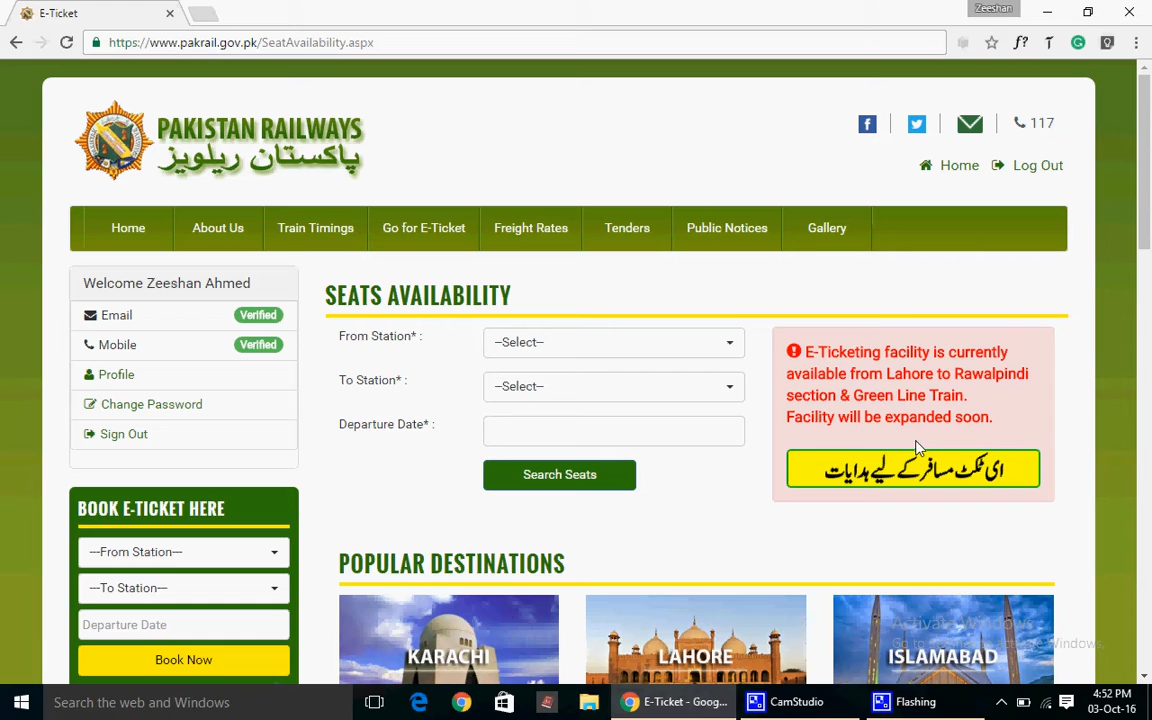 E-Ticket
Zeeshan
https://www.pakrail.gov.pk/SeatAvailability.aspx
PAKISTAN RAILWAYS
پاکستان ریلویز
117
Home
Log Out
Home
About Us
Train Timings
Go for E-Ticket
Freight Rates
Tenders
Public Notices
Gallery
Welcome Zeeshan Ahmed
Email Verified
Mobile Verified
Profile
Change Password
Sign Out
BOOK E-TICKET HERE
---From Station---
---To Station---
Departure Date
Book Now
SEATS AVAILABILITY
From Station* :
--Select--
To Station* :
--Select--
Departure Date* :
Search Seats
E-Ticketing facility is currently
available from Lahore to Rawalpindi
section & Green Line Train.
Facility will be expanded soon.
ای ٹکٹ مسافر کے لیے ہدایات
POPULAR DESTINATIONS
KARACHI
LAHORE
ISLAMABAD
Activate Windows
Search the web and Windows
E-Ticket - Goog...
CamStudio
Flashing
4:52 PM
03-Oct-16